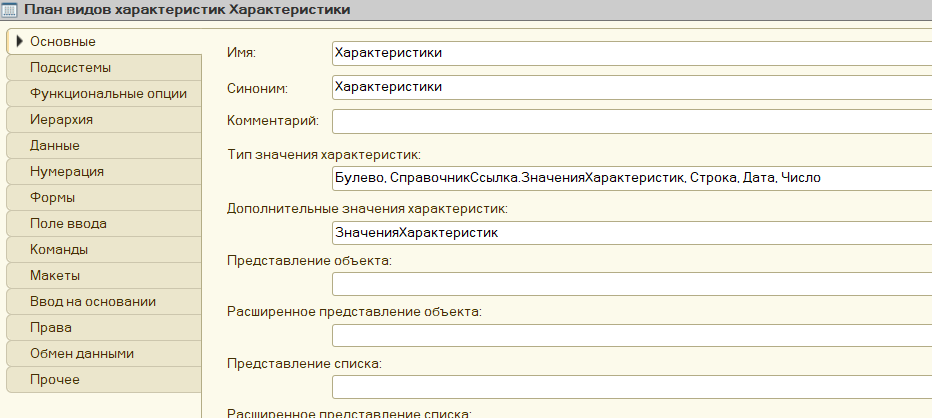 План видов характеристик Характеристики
Основные
Подсистемы
Функциональные опции
Иерархия
Данные
Нумерация
Формы
Поле ввода
Команды
Макеты
Ввод на основании
Права
Обмен данными
Прочее
Имя: Характеристики
Синоним: Характеристики
Комментарий:
Тип значения характеристик:
Булево, СправочникСсылка.ЗначенияХарактеристик, Строка, Дата, Число
Дополнительные значения характеристик:
ЗначенияХарактеристик
Представление объекта:
Расширенное представление объекта:
Представление списка:
Расширенное представление списка: